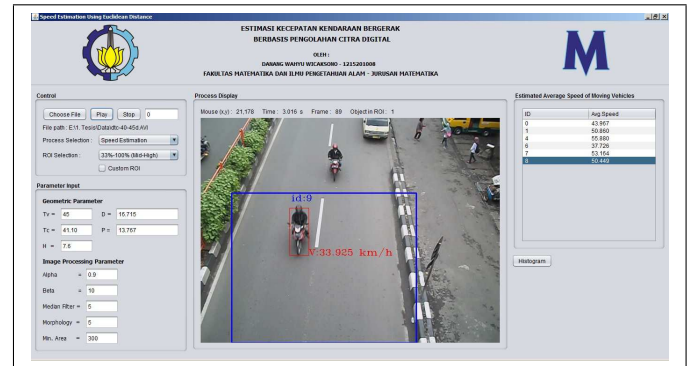 Speed Estimation Using Euclidean Distance
ESTIMASI KECEPATAN KENDARAAN BERGERAK
BERBASIS PENGOLAHAN CITRA DIGITAL
OLEH :
DANANG WAHYU WICAKSONO - 1215201008
FAKULTAS MATEMATIKA DAN ILMU PENGETAHUAN ALAM - JURUSAN MATEMATIKA
M
Control
Choose File Play Stop 0
File path : E:\1. Tesis\Data\dtc-40-45d.AVI
Process Selection : Speed Estimation
ROI Selection : 33%-100% (Mid-High)
Custom ROI
Parameter Input
Geometric Parameter
Tv = 45 D = 16.715
Tc = 41.10 P = 13.767
H = 7.6
Image Processing Parameter
Alpha = 0.9
Beta = 10
Median Filter = 5
Morphology = 5
Min. Area = 300
Process Display
Mouse (x,y) : 21.178 Time : 3.016 s Frame : 89 Object in ROI : 1
id:9
V:33.925 km/h
Estimated Average Speed of Moving Vehicles
ID Avg.Speed
0 43.967
1 50.860
4 55.880
6 37.726
7 53.164
8 50.449
Histogram